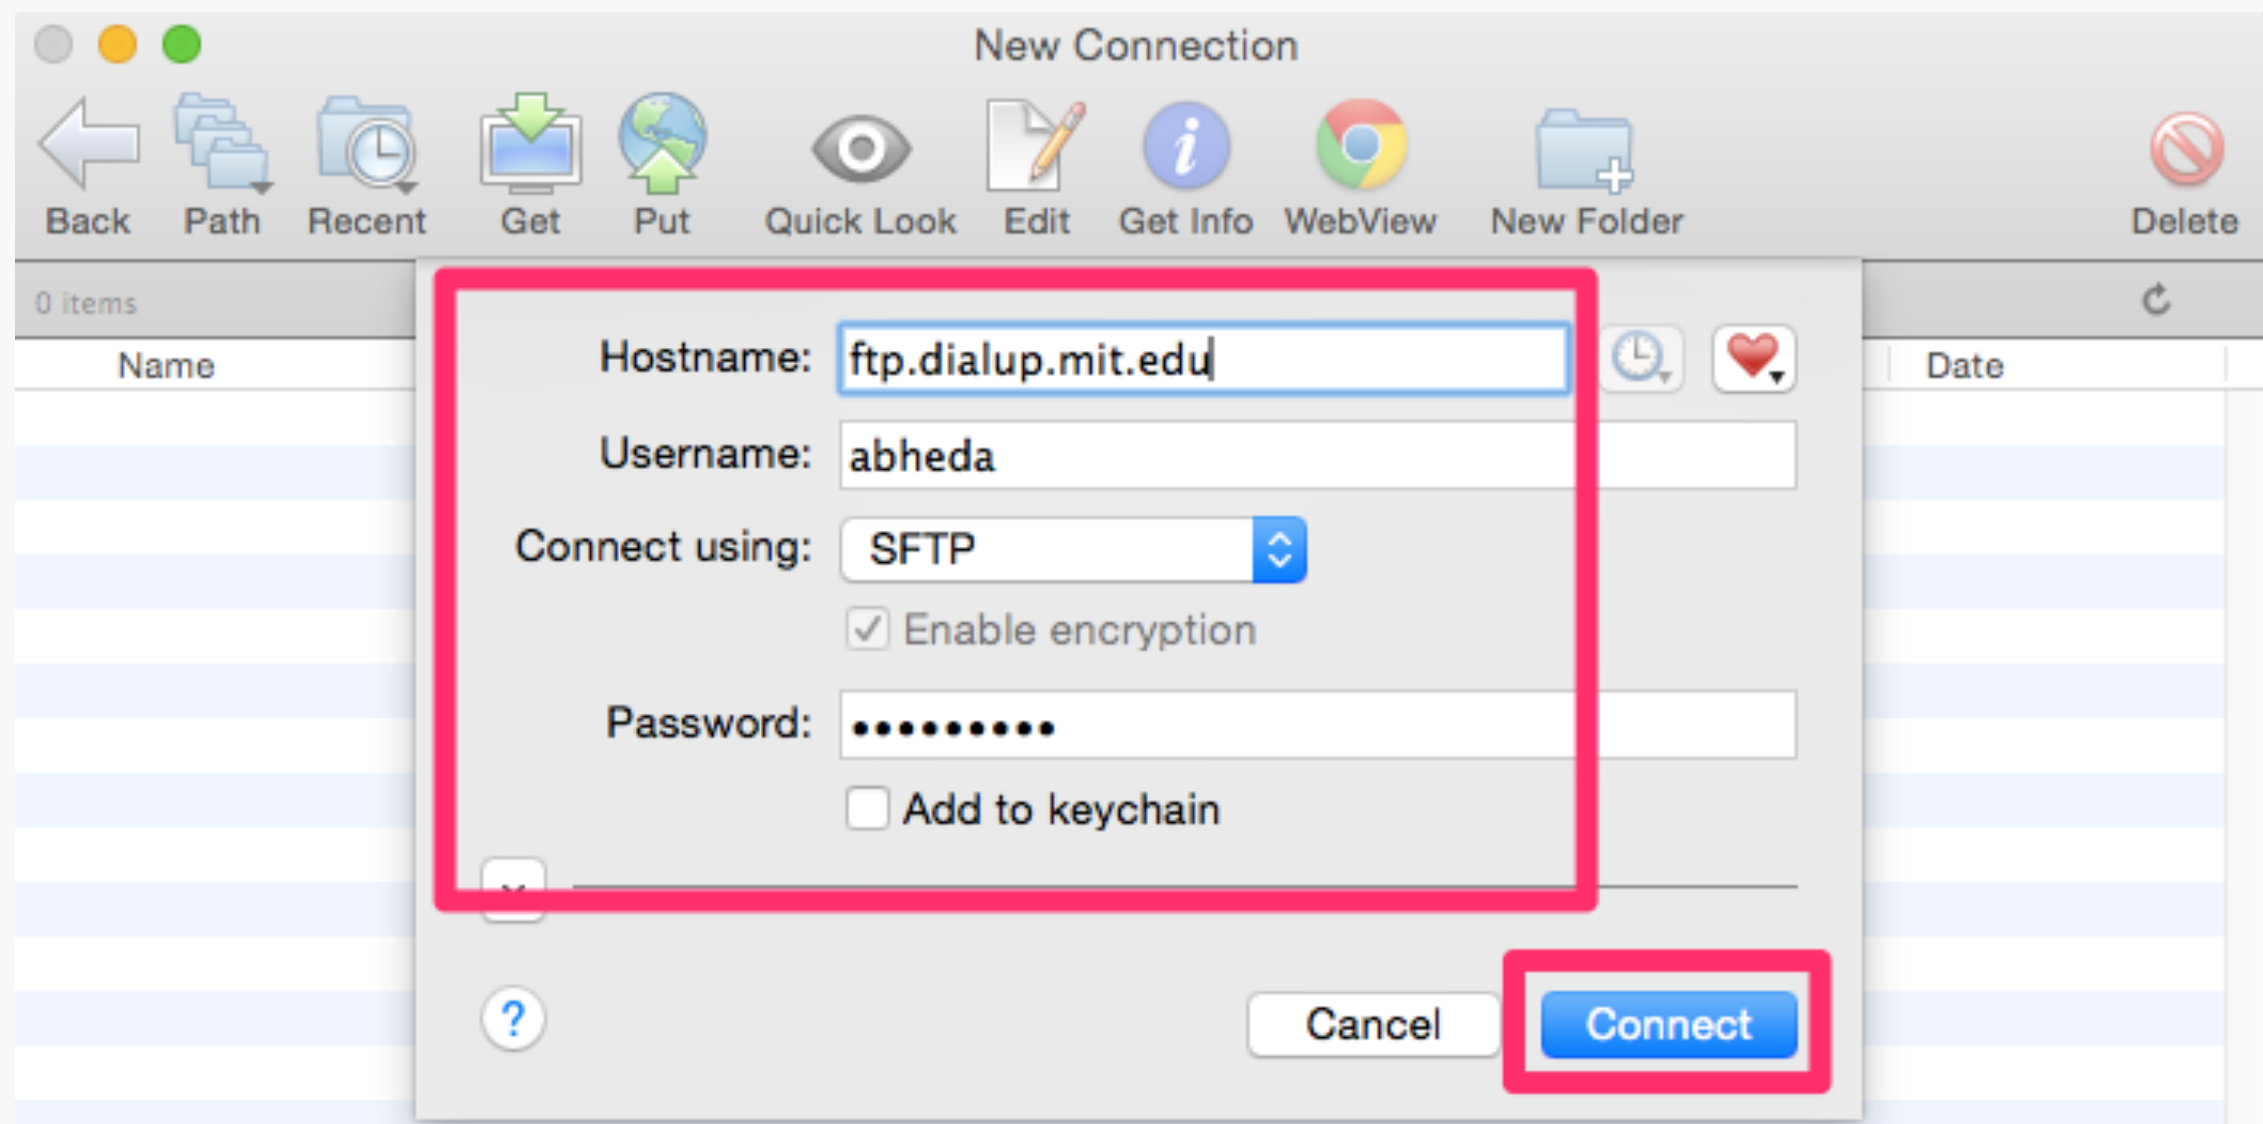 New Connection
Back Path Recent Get Put Quick Look Edit Get Info WebView New Folder Delete
0 items
Name Date
Hostname: ftp.dialup.mit.edu
Username: abheda
Connect using: SFTP
Enable encryption
Password: •••••••••
Add to keychain
? Cancel Connect